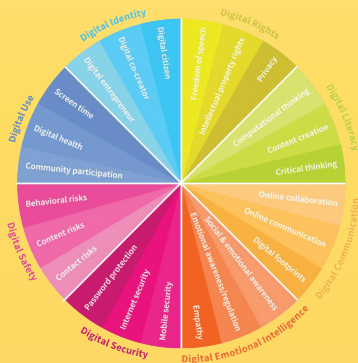 Digital Identity
Digital citizen
Digital co-creator
Digital entrepreneur
Digital Rights
Freedom of speech
Intellectual property rights
Privacy
Digital Literacy
Computational thinking
Content creation
Critical thinking
Digital Communication
Online collaboration
Online communication
Digital footprints
Digital Emotional Intelligence
Social & emotional awareness
Emotional awareness/regulation
Empathy
Digital Security
Mobile security
Internet security
Password protection
Digital Safety
Contact risks
Content risks
Behavioral risks
Digital Use
Community participation
Digital health
Screen time